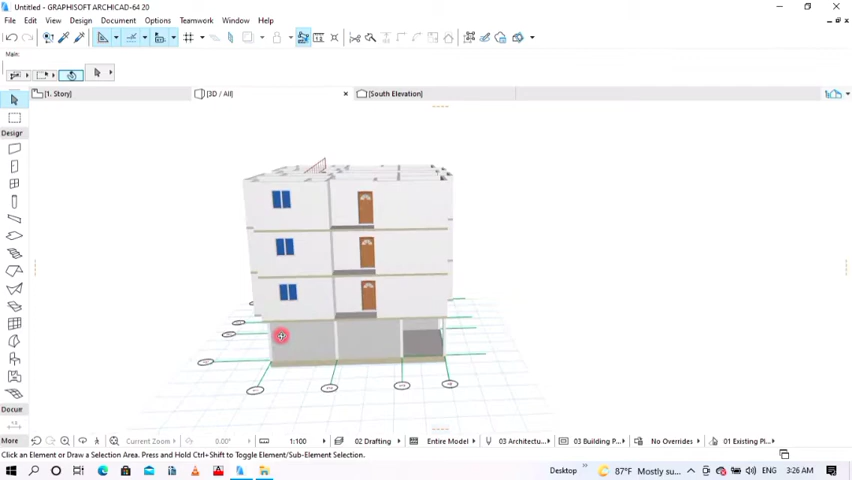 Untitled - GRAPHISOFT ARCHICAD-64 20
File Edit View Design Document Options Teamwork Window Help
Main:
[1. Story] [3D / All] [South Elevation]
Design
Docur
More
Current Zoom 0.00° 1:100 02 Drafting Entire Model 03 Architectu... 03 Building P... No Overrides 01 Existing Pl...
Click an Element or Draw a Selection Area. Press and Hold Ctrl+Shift to Toggle Element/Sub-Element Selection.
Desktop 87°F Mostly su... ENG 3:26 AM